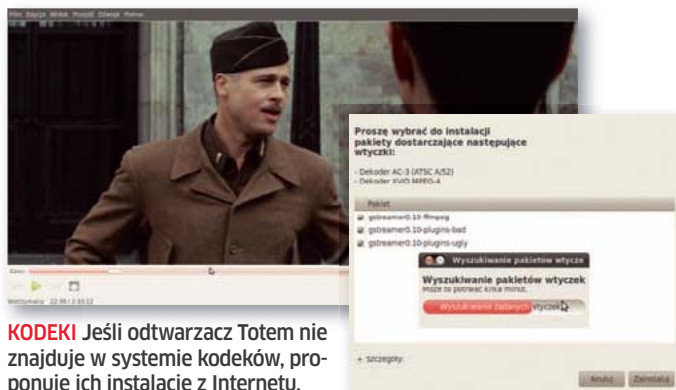 Film Edycja Widok Przejdź Dźwięk Pomoc
Proszę wybrać do instalacji
pakiety dostarczające następujące
wtyczki:
- Dekoder AC-3 (ATSC A/52)
- Dekoder XVID MPEG-4
Pakiet
gstreamer0.10-ffmpeg
gstreamer0.10-plugins-bad
gstreamer0.10-plugins-ugly
Wyszukiwanie pakietów wtycze
Wyszukiwanie pakietów wtyczek
Może to potrwać kilka minut.
Wyszukiwanie żądanych wtyczek
Szczegóły:
Anuluj Zainstaluj
Czas:
Wstrzymany
KODEKI Jeśli odtwarzacz Totem nie
znajduje w systemie kodeków, pro-
ponuje ich instalację z Internetu.